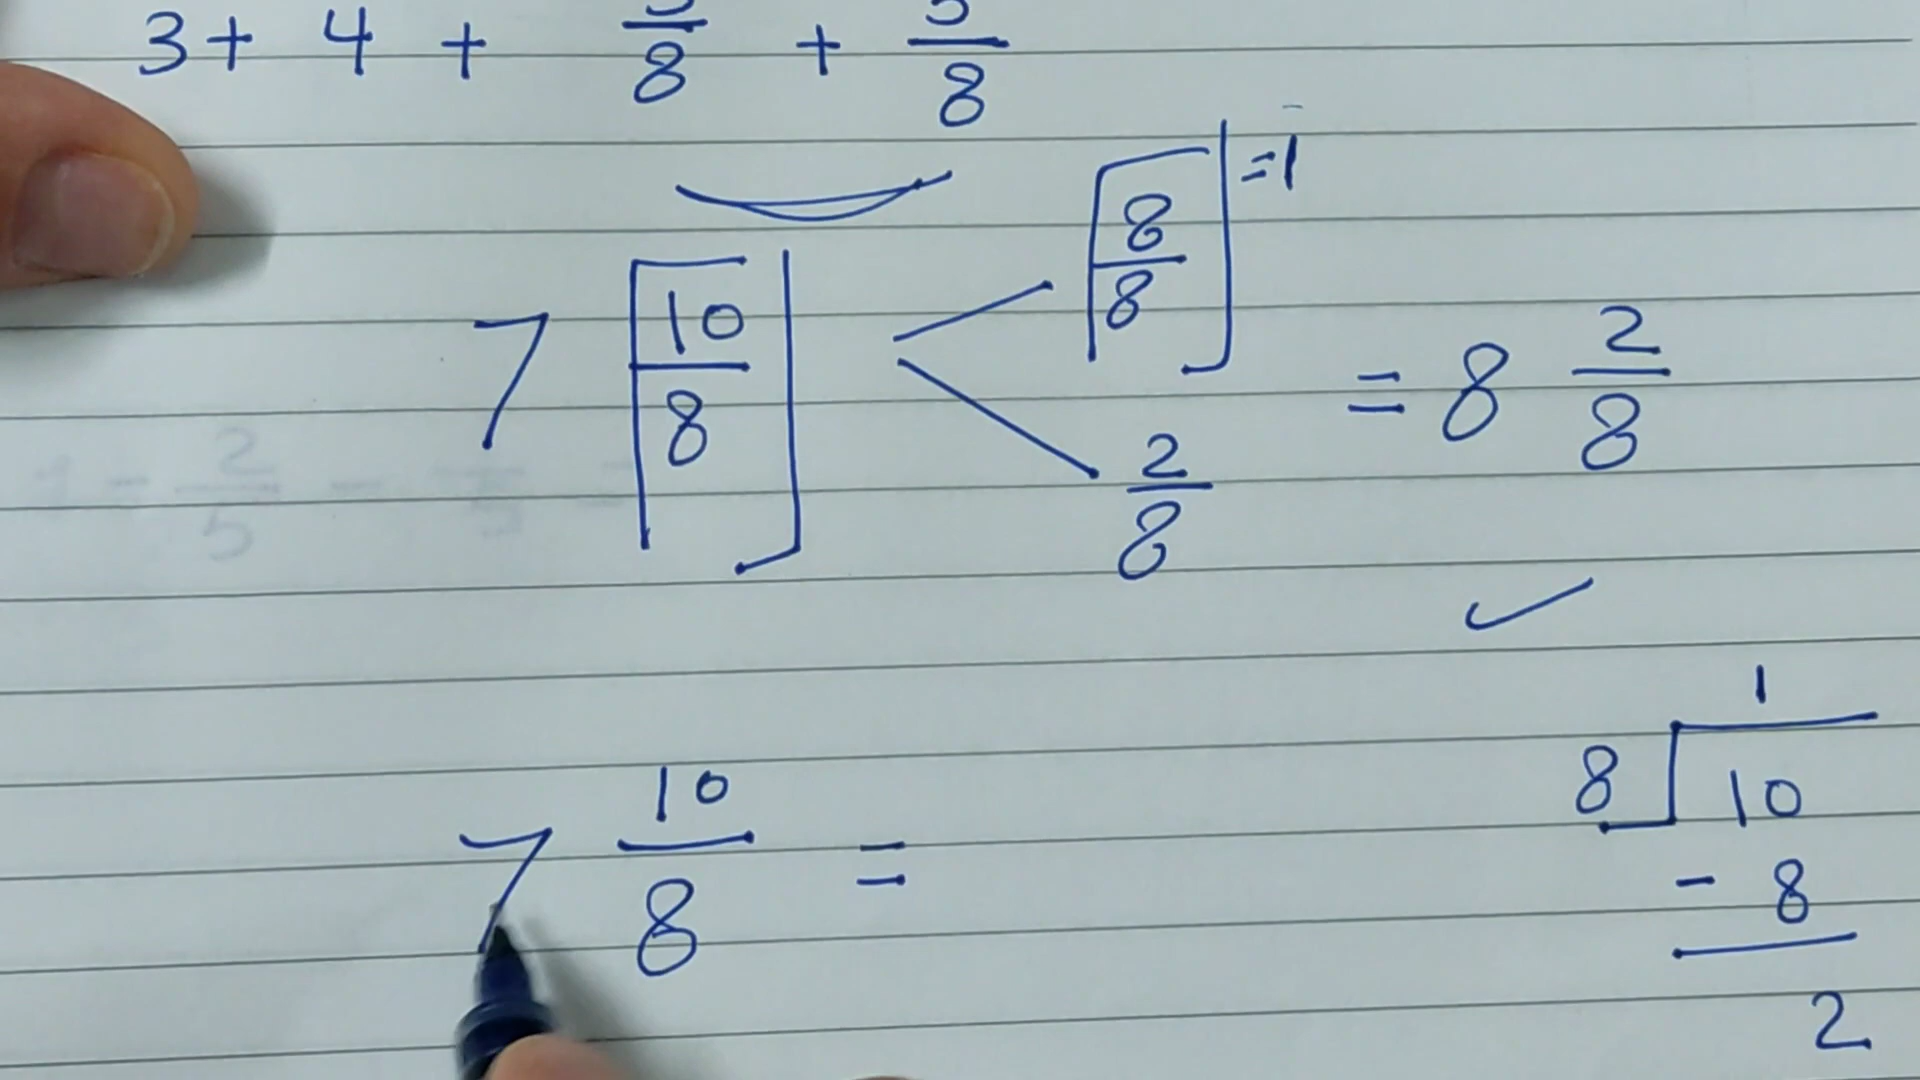 3 + 4 + 5/8 + 5/8
7 10/8 8/8 =1
2/8 = 8 2/8
✓
7 10/8 =
1
8 10
- 8
2